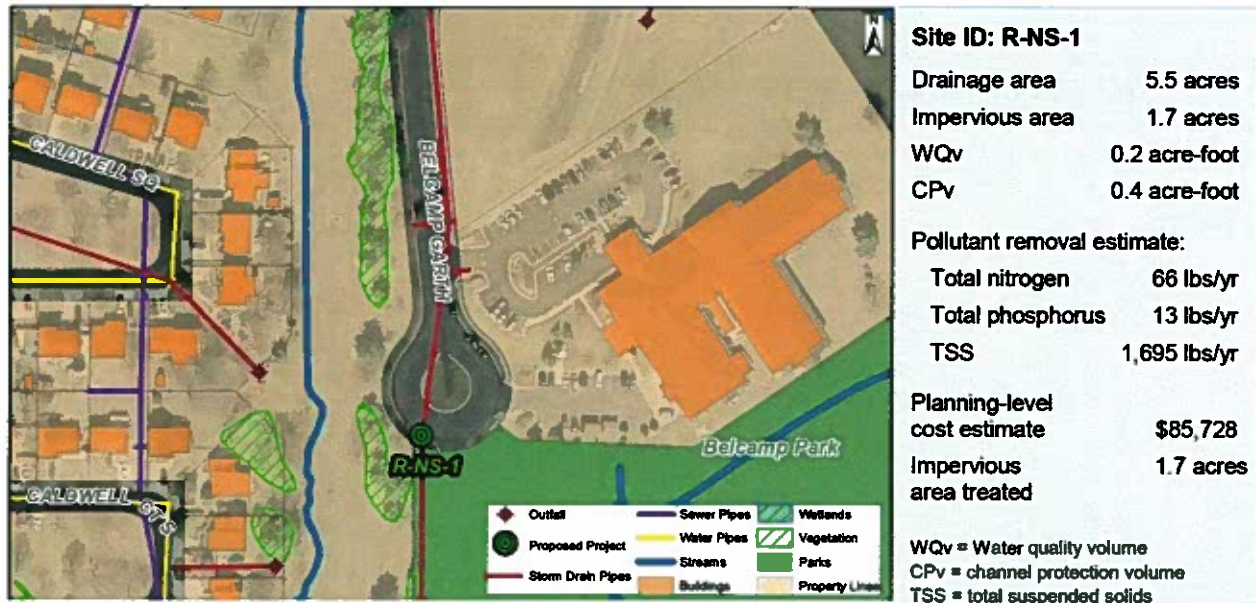 N
CALDWELL SQ
BELCAMP GARTH
R-NS-1
Belcamp Park
CALDWELL CT S
Outfall
Proposed Project
Storm Drain Pipes
Sewer Pipes
Water Pipes
Streams
Buildings
Wetlands
Vegetation
Parks
Property Lines
Site ID: R-NS-1
Drainage area 5.5 acres
Impervious area 1.7 acres
WQv 0.2 acre-foot
CPv 0.4 acre-foot
Pollutant removal estimate:
Total nitrogen 66 lbs/yr
Total phosphorus 13 lbs/yr
TSS 1,695 lbs/yr
Planning-level
cost estimate $85,728
Impervious 1.7 acres
area treated
WQv = Water quality volume
CPv = channel protection volume
TSS = total suspended solids